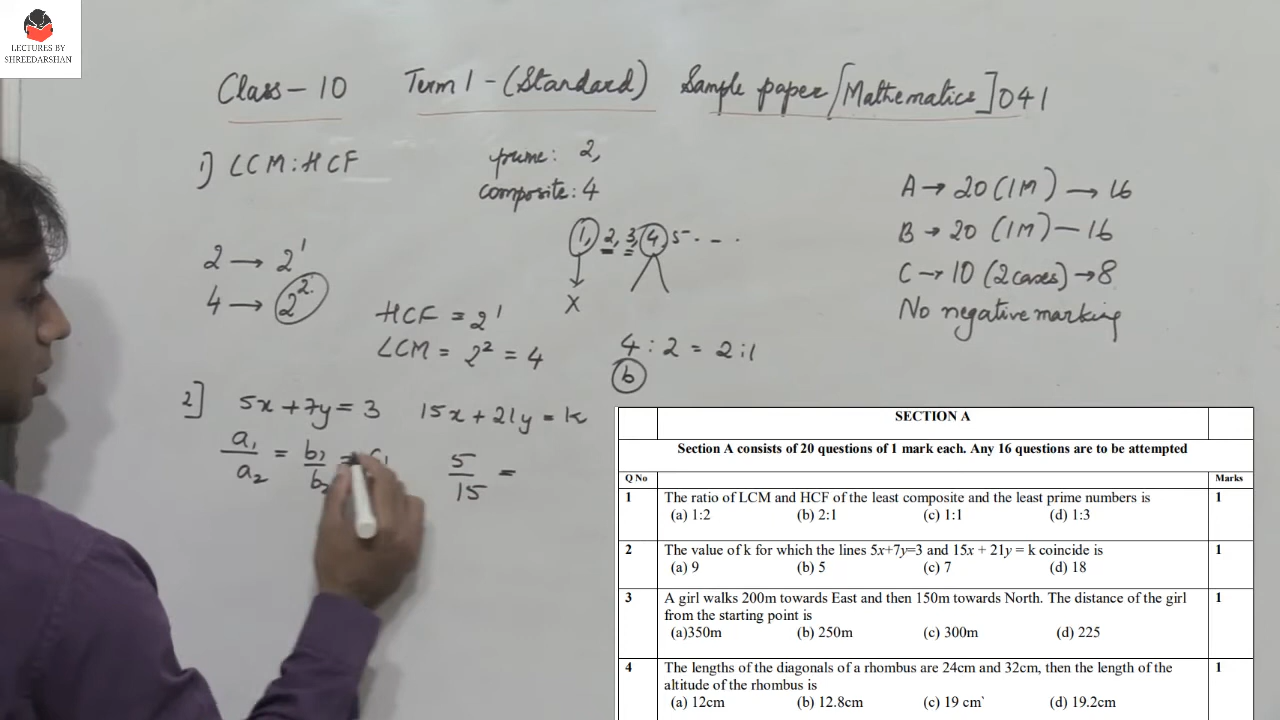 LECTURES BY
SHREEDARSHAN
Class - 10 Term 1 - (Standard) Sample paper [Mathematics] 041
1) LCM : HCF
prime: 2,
composite: 4
1, 2, 3, 4, 5 - - .
X
2 → 2¹
4 → 2²
HCF = 2¹
LCM = 2² = 4
4 : 2 = 2:1
b
A → 20 (1M) → 16
B → 20 (1M) — 16
C → 10 (2 cases) → 8
No negative marking
2] 5x + 7y = 3 15x + 21y = k
a₁/a₂ = b₁/b₂ = c₁
5/15 =
SECTION A
Section A consists of 20 questions of 1 mark each. Any 16 questions are to be attempted
Q No Marks
1 The ratio of LCM and HCF of the least composite and the least prime numbers is 1
(a) 1:2 (b) 2:1 (c) 1:1 (d) 1:3
2 The value of k for which the lines 5x+7y=3 and 15x + 21y = k coincide is 1
(a) 9 (b) 5 (c) 7 (d) 18
3 A girl walks 200m towards East and then 150m towards North. The distance of the girl 1
from the starting point is
(a)350m (b) 250m (c) 300m (d) 225
4 The lengths of the diagonals of a rhombus are 24cm and 32cm, then the length of the 1
altitude of the rhombus is
(a) 12cm (b) 12.8cm (c) 19 cm` (d) 19.2cm